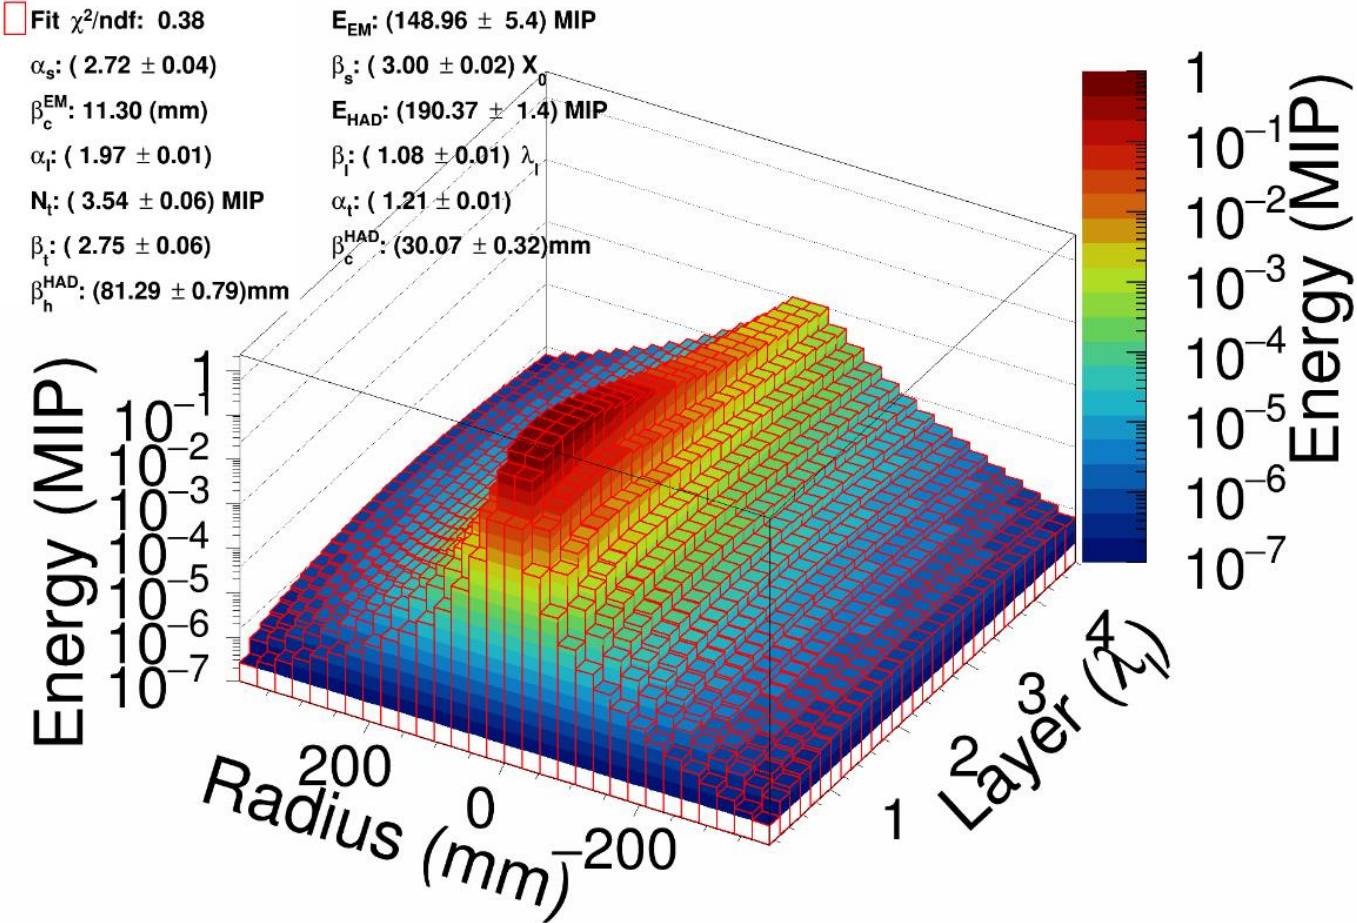 Fit χ²/ndf: 0.38 E_EM: (148.96 ± 5.4) MIP
α_s: ( 2.72 ± 0.04) β_s: ( 3.00 ± 0.02) X_0
β_c^EM: 11.30 (mm) E_HAD: (190.37 ± 1.4) MIP
α_l: ( 1.97 ± 0.01) β_l: ( 1.08 ± 0.01) λ_I
N_t: ( 3.54 ± 0.06) MIP α_t: ( 1.21 ± 0.01)
β_t: ( 2.75 ± 0.06) β_c^HAD: (30.07 ± 0.32)mm
β_h^HAD: (81.29 ± 0.79)mm
Energy (MIP)
1
10⁻¹
10⁻²
10⁻³
10⁻⁴
10⁻⁵
10⁻⁶
10⁻⁷
Radius (mm)
200
0
−200
Layer (λ_I)
1
2
3
4
1
10⁻¹
10⁻²
10⁻³
10⁻⁴
10⁻⁵
10⁻⁶
10⁻⁷
Energy (MIP)